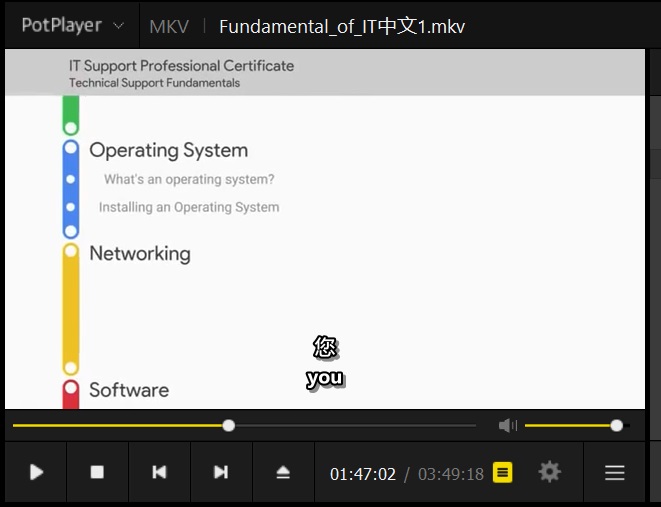 PotPlayer MKV Fundamental_of_IT中文1.mkv
IT Support Professional Certificate
Technical Support Fundamentals
Operating System
What's an operating system?
Installing an Operating System
Networking
您
you
Software
01:47:02 / 03:49:18